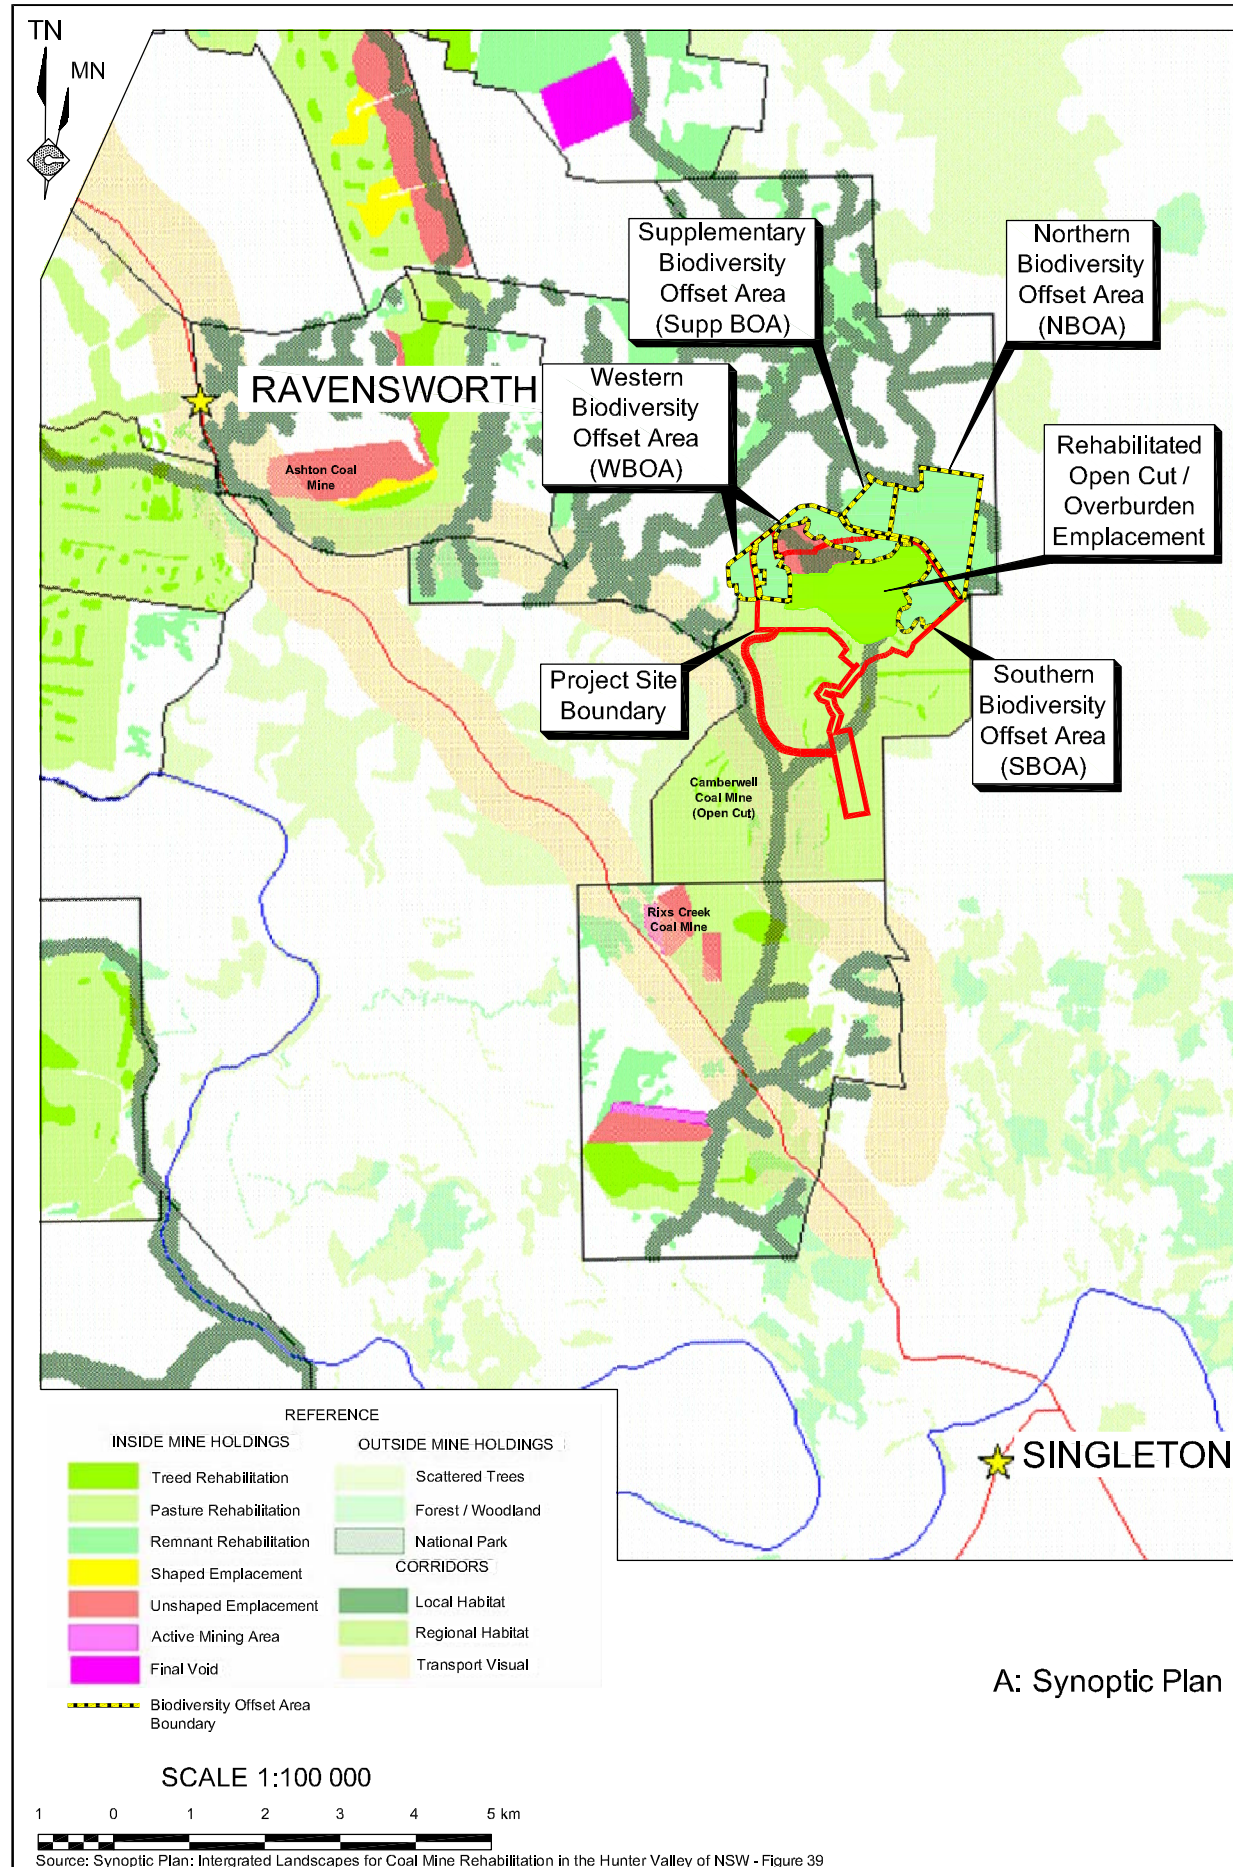 TN
MN
Supplementary
Biodiversity
Offset Area
(Supp BOA)
Northern
Biodiversity
Offset Area
(NBOA)
RAVENSWORTH
Western
Biodiversity
Offset Area
(WBOA)
Rehabilitated
Open Cut /
Overburden
Emplacement
Ashton Coal
Mine
Project Site
Boundary
Southern
Biodiversity
Offset Area
(SBOA)
Camberwell
Coal Mine
(Open Cut)
Rixs Creek
Coal Mine
SINGLETON
REFERENCE
INSIDE MINE HOLDINGS
Treed Rehabilitation
Pasture Rehabilitation
Remnant Rehabilitation
Shaped Emplacement
Unshaped Emplacement
Active Mining Area
Final Void
Biodiversity Offset Area
Boundary
OUTSIDE MINE HOLDINGS
Scattered Trees
Forest / Woodland
National Park
CORRIDORS
Local Habitat
Regional Habitat
Transport Visual
A: Synoptic Plan
SCALE 1:100 000
1 0 1 2 3 4 5 km
Source: Synoptic Plan: Intergrated Landscapes for Coal Mine Rehabilitation in the Hunter Valley of NSW - Figure 39